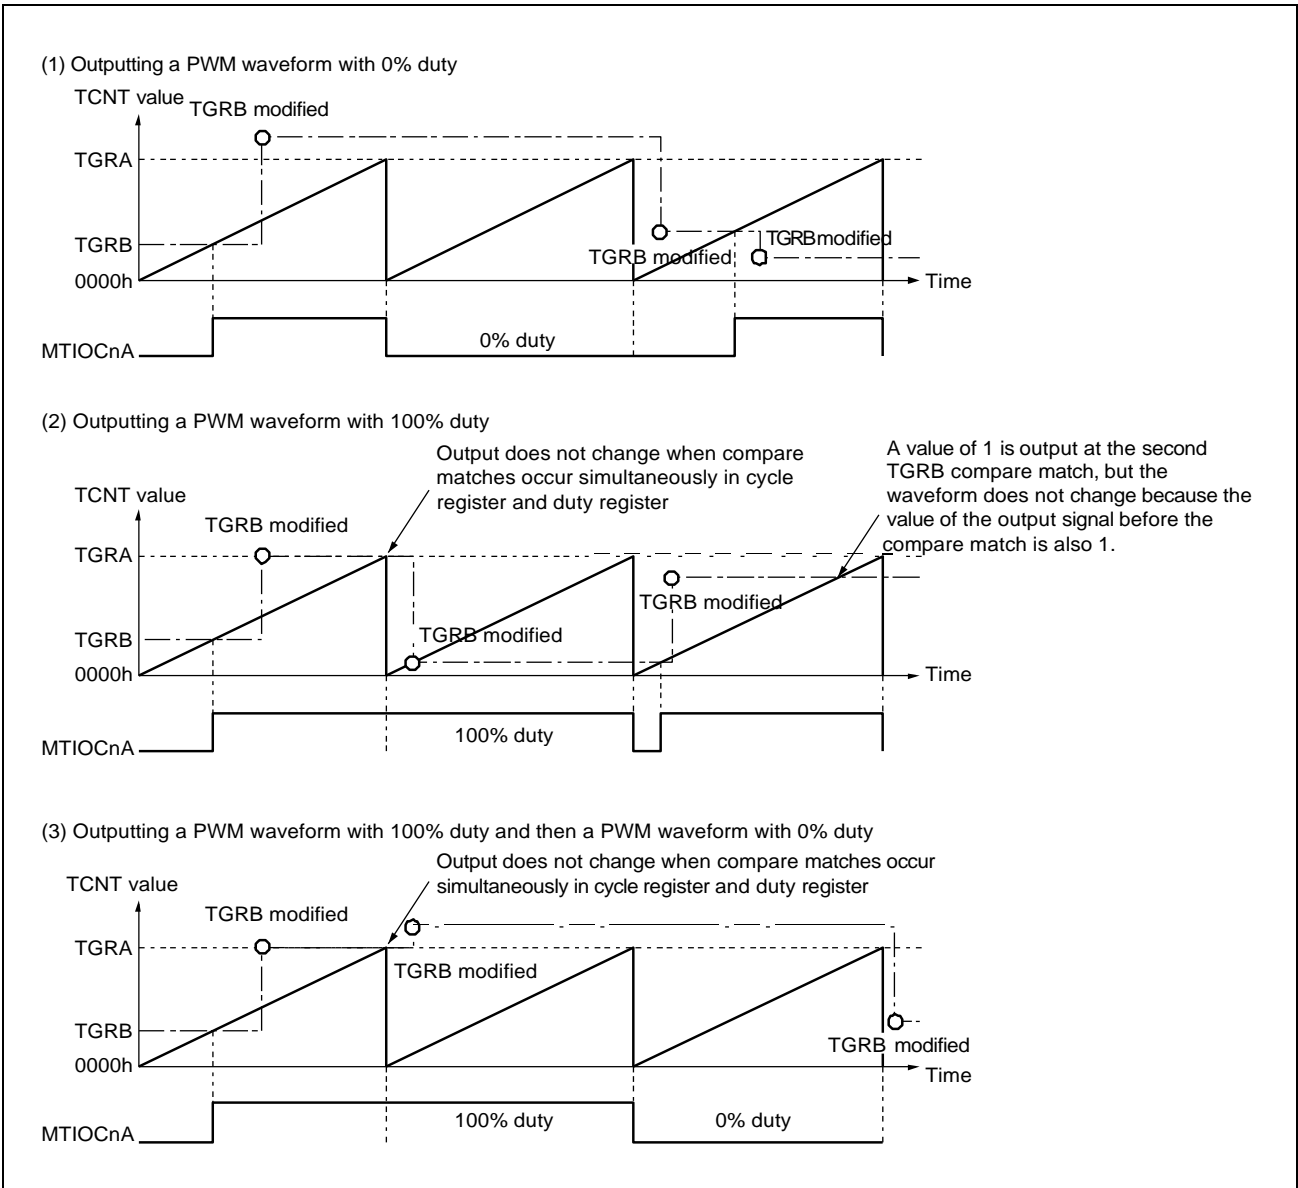 (1) Outputting a PWM waveform with 0% duty
TCNT value
TGRB modified
TGRA
TGRB
TGRB modified
TGRB modified
0000h
Time
0% duty
MTIOCnA
(2) Outputting a PWM waveform with 100% duty
Output does not change when compare
matches occur simultaneously in cycle
register and duty register
A value of 1 is output at the second
TGRB compare match, but the
waveform does not change because the
value of the output signal before the
compare match is also 1.
TCNT value
TGRB modified
TGRA
TGRB modified
TGRB
TGRB modified
0000h
Time
100% duty
MTIOCnA
(3) Outputting a PWM waveform with 100% duty and then a PWM waveform with 0% duty
Output does not change when compare matches occur
simultaneously in cycle register and duty register
TCNT value
TGRB modified
TGRA
TGRB modified
TGRB
TGRB modified
0000h
Time
100% duty
0% duty
MTIOCnA